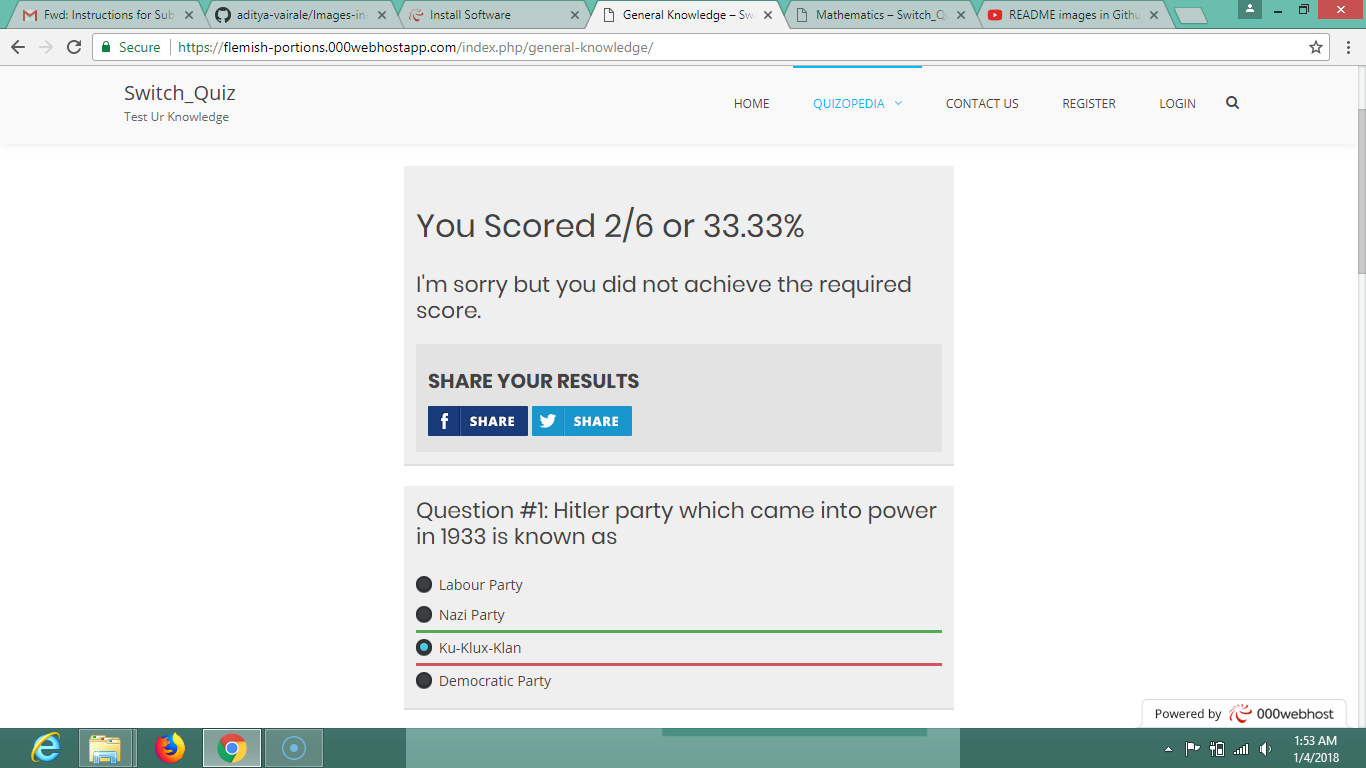 Fwd: Instructions for Sub
aditya-vairale/Images-in-
Install Software
General Knowledge – Sw
Mathematics – Switch_Qu
README images in Githu
Secure
https://flemish-portions.000webhostapp.com/index.php/general-knowledge/
Switch_Quiz
Test Ur Knowledge
HOME
QUIZOPEDIA
CONTACT US
REGISTER
LOGIN
You Scored 2/6 or 33.33%
I'm sorry but you did not achieve the required
score.
SHARE YOUR RESULTS
f SHARE
SHARE
Question #1: Hitler party which came into power
in 1933 is known as
Labour Party
Nazi Party
Ku-Klux-Klan
Democratic Party
Powered by 000webhost
1:53 AM
1/4/2018